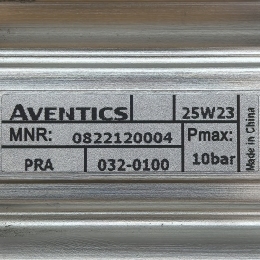 AVENTICS 25W23
MNR: 0822120004 Pmax:
PRA 032-0100 10bar
Made in China